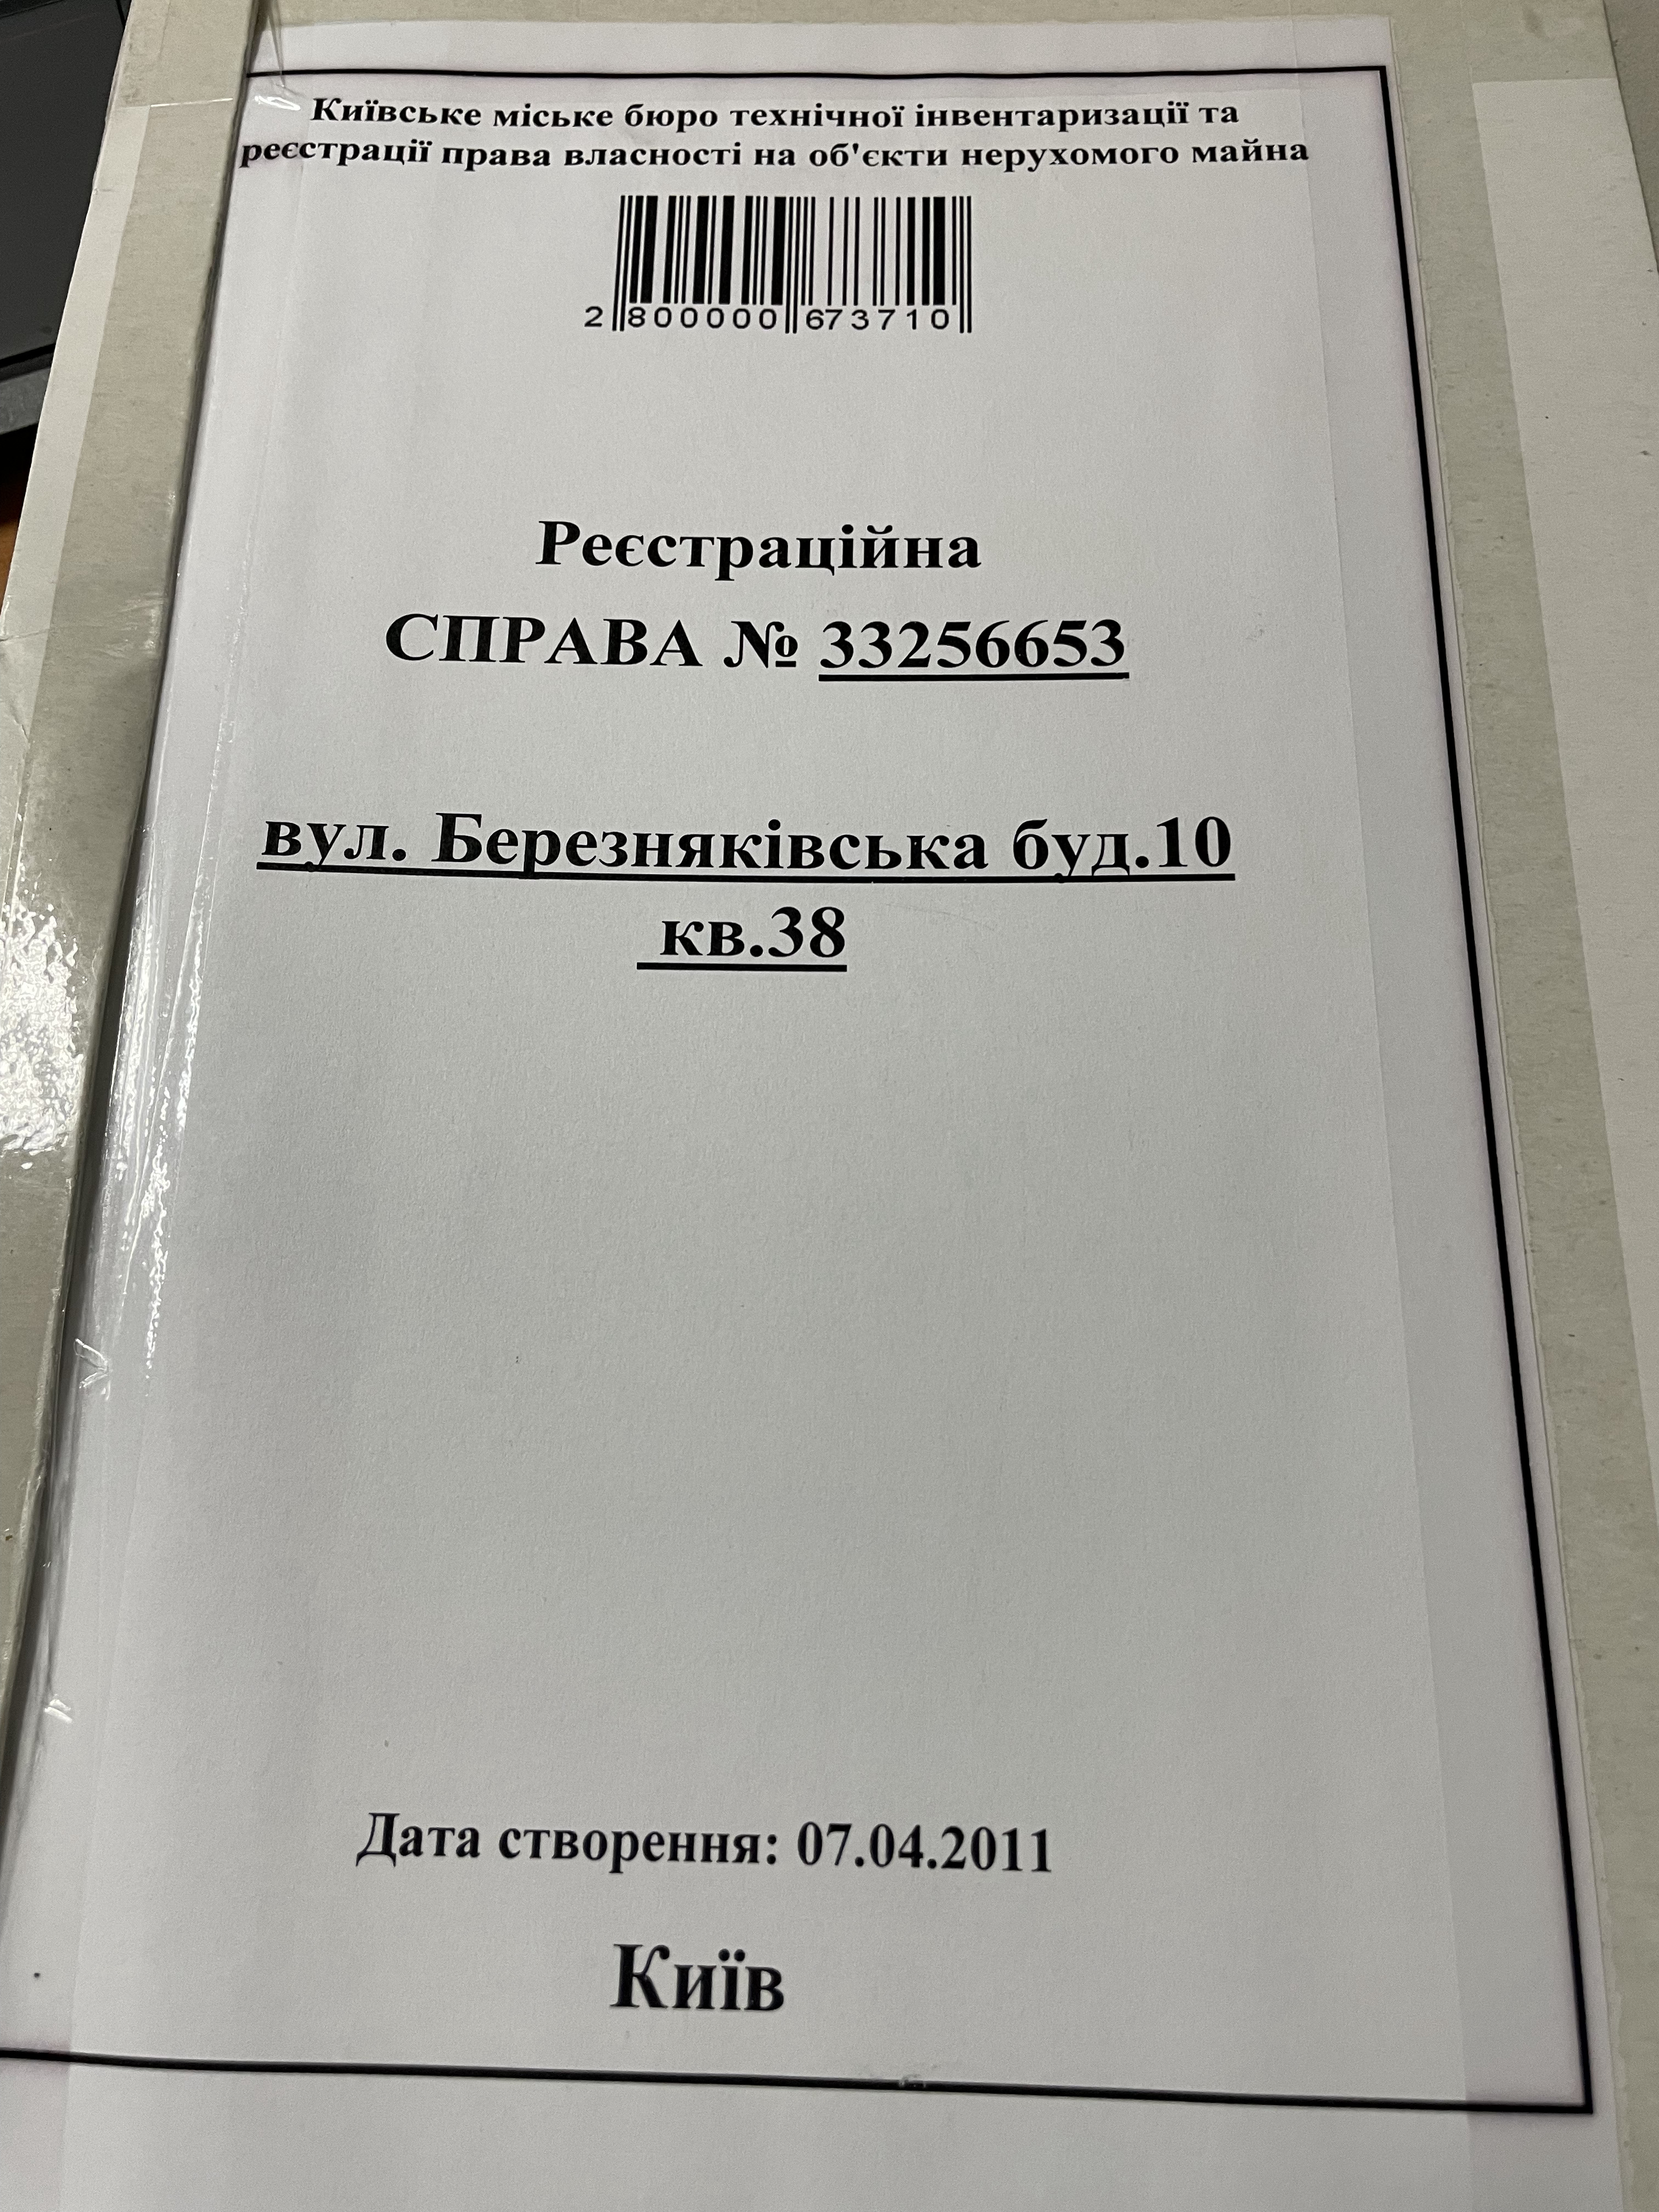 Київське міське бюро технічної інвентаризації та
реєстрації права власності на об'єкти нерухомого майна
2 800000 673710
Реєстраційна
СПРАВА № 33256653
вул. Березняківська буд.10
кв.38
Дата створення: 07.04.2011
Київ